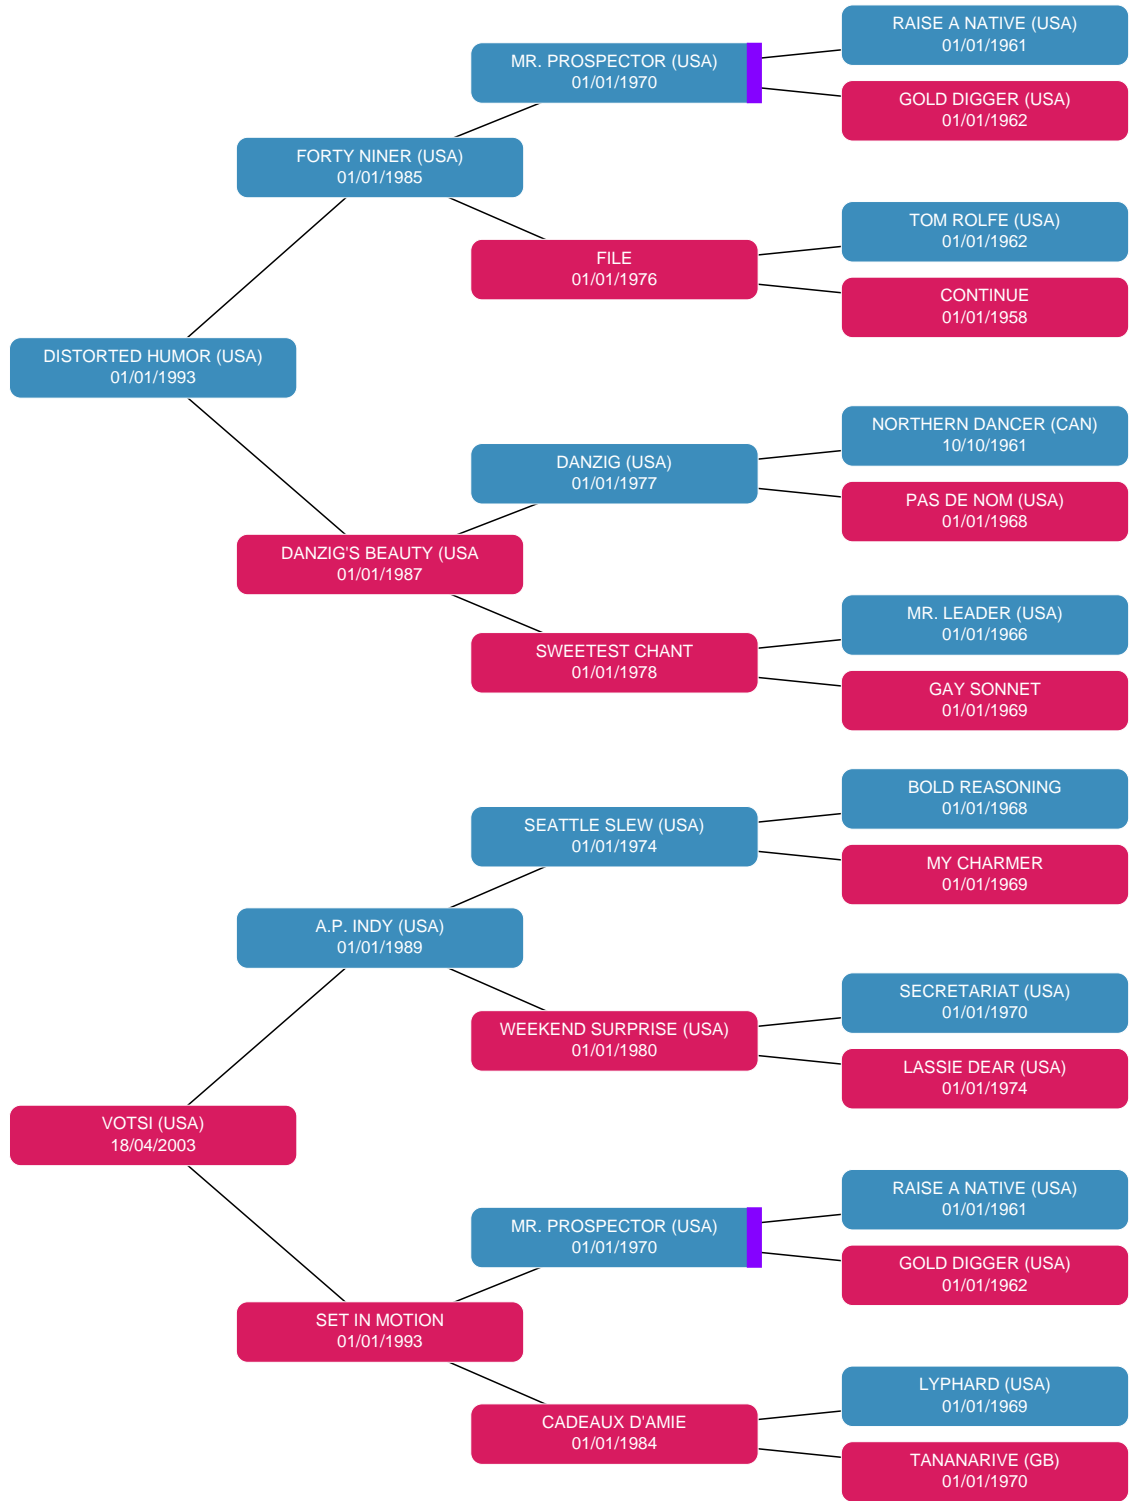 RAISE A NATIVE (USA)
01/01/1961
MR. PROSPECTOR (USA)
01/01/1970
GOLD DIGGER (USA)
01/01/1962
FORTY NINER (USA)
01/01/1985
TOM ROLFE (USA)
01/01/1962
FILE
01/01/1976
CONTINUE
01/01/1958
DISTORTED HUMOR (USA)
01/01/1993
NORTHERN DANCER (CAN)
10/10/1961
DANZIG (USA)
01/01/1977
PAS DE NOM (USA)
01/01/1968
DANZIG'S BEAUTY (USA
01/01/1987
MR. LEADER (USA)
01/01/1966
SWEETEST CHANT
01/01/1978
GAY SONNET
01/01/1969
BOLD REASONING
01/01/1968
SEATTLE SLEW (USA)
01/01/1974
MY CHARMER
01/01/1969
A.P. INDY (USA)
01/01/1989
SECRETARIAT (USA)
01/01/1970
WEEKEND SURPRISE (USA)
01/01/1980
LASSIE DEAR (USA)
01/01/1974
VOTSI (USA)
18/04/2003
RAISE A NATIVE (USA)
01/01/1961
MR. PROSPECTOR (USA)
01/01/1970
GOLD DIGGER (USA)
01/01/1962
SET IN MOTION
01/01/1993
LYPHARD (USA)
01/01/1969
CADEAUX D'AMIE
01/01/1984
TANANARIVE (GB)
01/01/1970